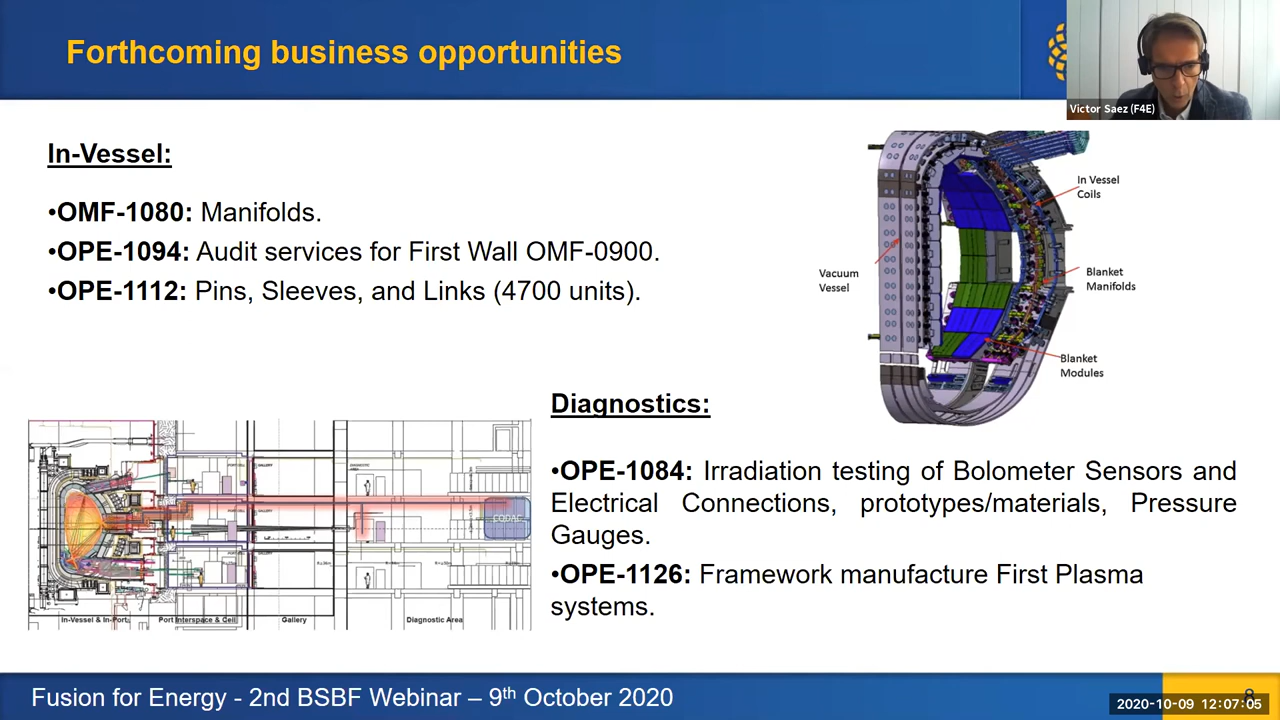 Forthcoming business opportunities
Victor Saez (F4E)
In-Vessel:
•OMF-1080: Manifolds.
•OPE-1094: Audit services for First Wall OMF-0900.
•OPE-1112: Pins, Sleeves, and Links (4700 units).
In Vessel
Coils
Vacuum
Vessel
Blanket
Manifolds
Blanket
Modules
Diagnostics:
•OPE-1084: Irradiation testing of Bolometer Sensors and
Electrical Connections, prototypes/materials, Pressure
Gauges.
•OPE-1126: Framework manufacture First Plasma
systems.
CODAC
In-Vessel & In-Port
Port Interspace & Cell
Gallery
Diagnostic Area
Fusion for Energy - 2nd BSBF Webinar – 9th October 2020
8
2020-10-09 12:07:05